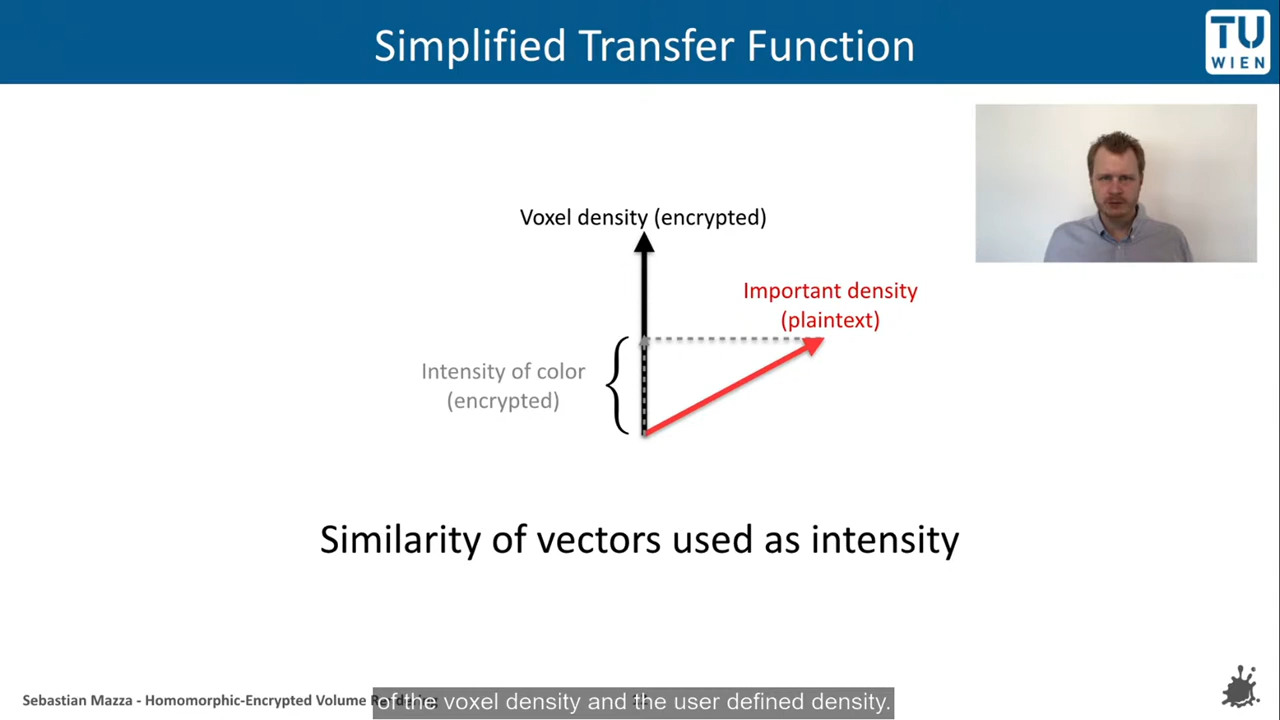 Simplified Transfer Function
TU
WIEN
Voxel density (encrypted)
Important density
(plaintext)
Intensity of color
(encrypted)
Similarity of vectors used as intensity
Sebastian Mazza - Homomorphic-Encrypted Volume
of the voxel density and the user defined density.